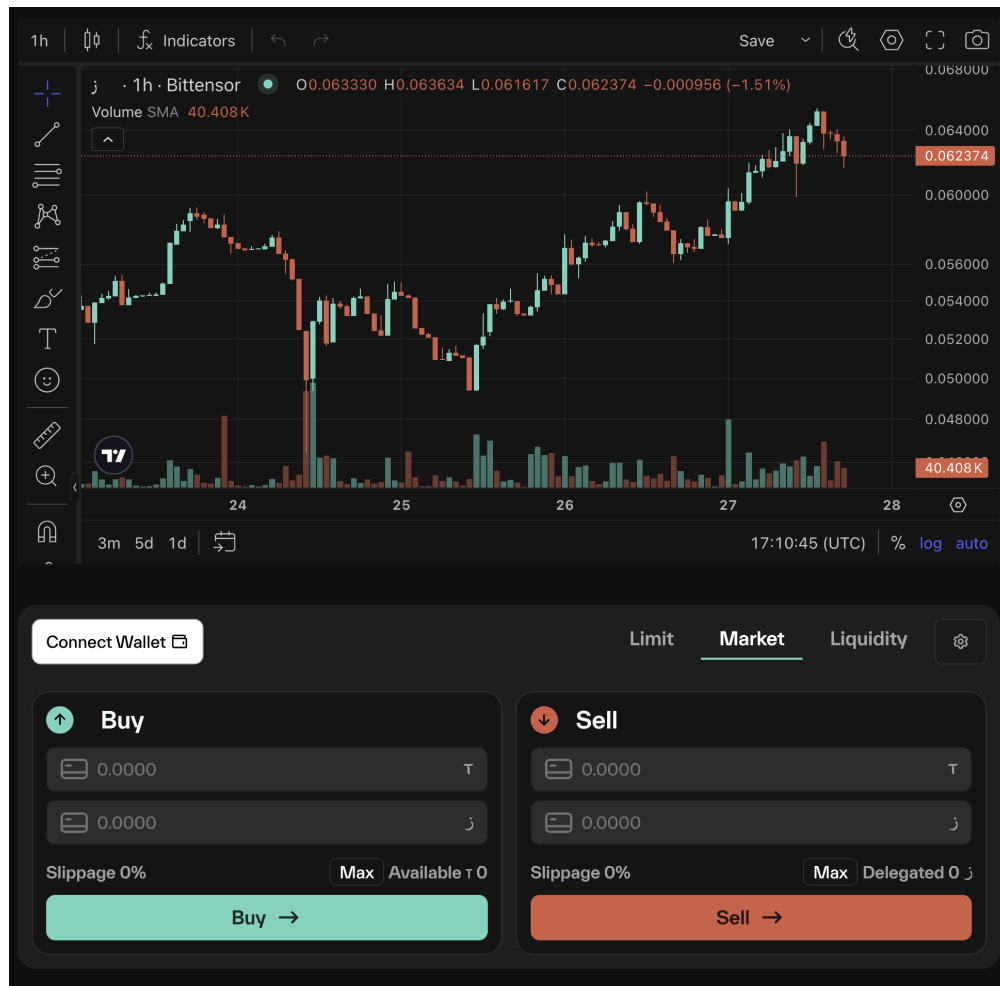 1h Indicators Save
ز · 1h · Bittensor O0.063330 H0.063634 L0.061617 C0.062374 −0.000956 (−1.51%)
Volume SMA 40.408K
0.068000
0.064000
0.062374
0.060000
0.056000
0.054000
0.052000
0.050000
0.048000
40.408K
24 25 26 27 28
3m 5d 1d 17:10:45 (UTC) % log auto
Connect Wallet Limit Market Liquidity
Buy
0.0000 τ
0.0000 ز
Slippage 0% Max Available τ 0
Buy →
Sell
0.0000 τ
0.0000 ز
Slippage 0% Max Delegated 0 ز
Sell →